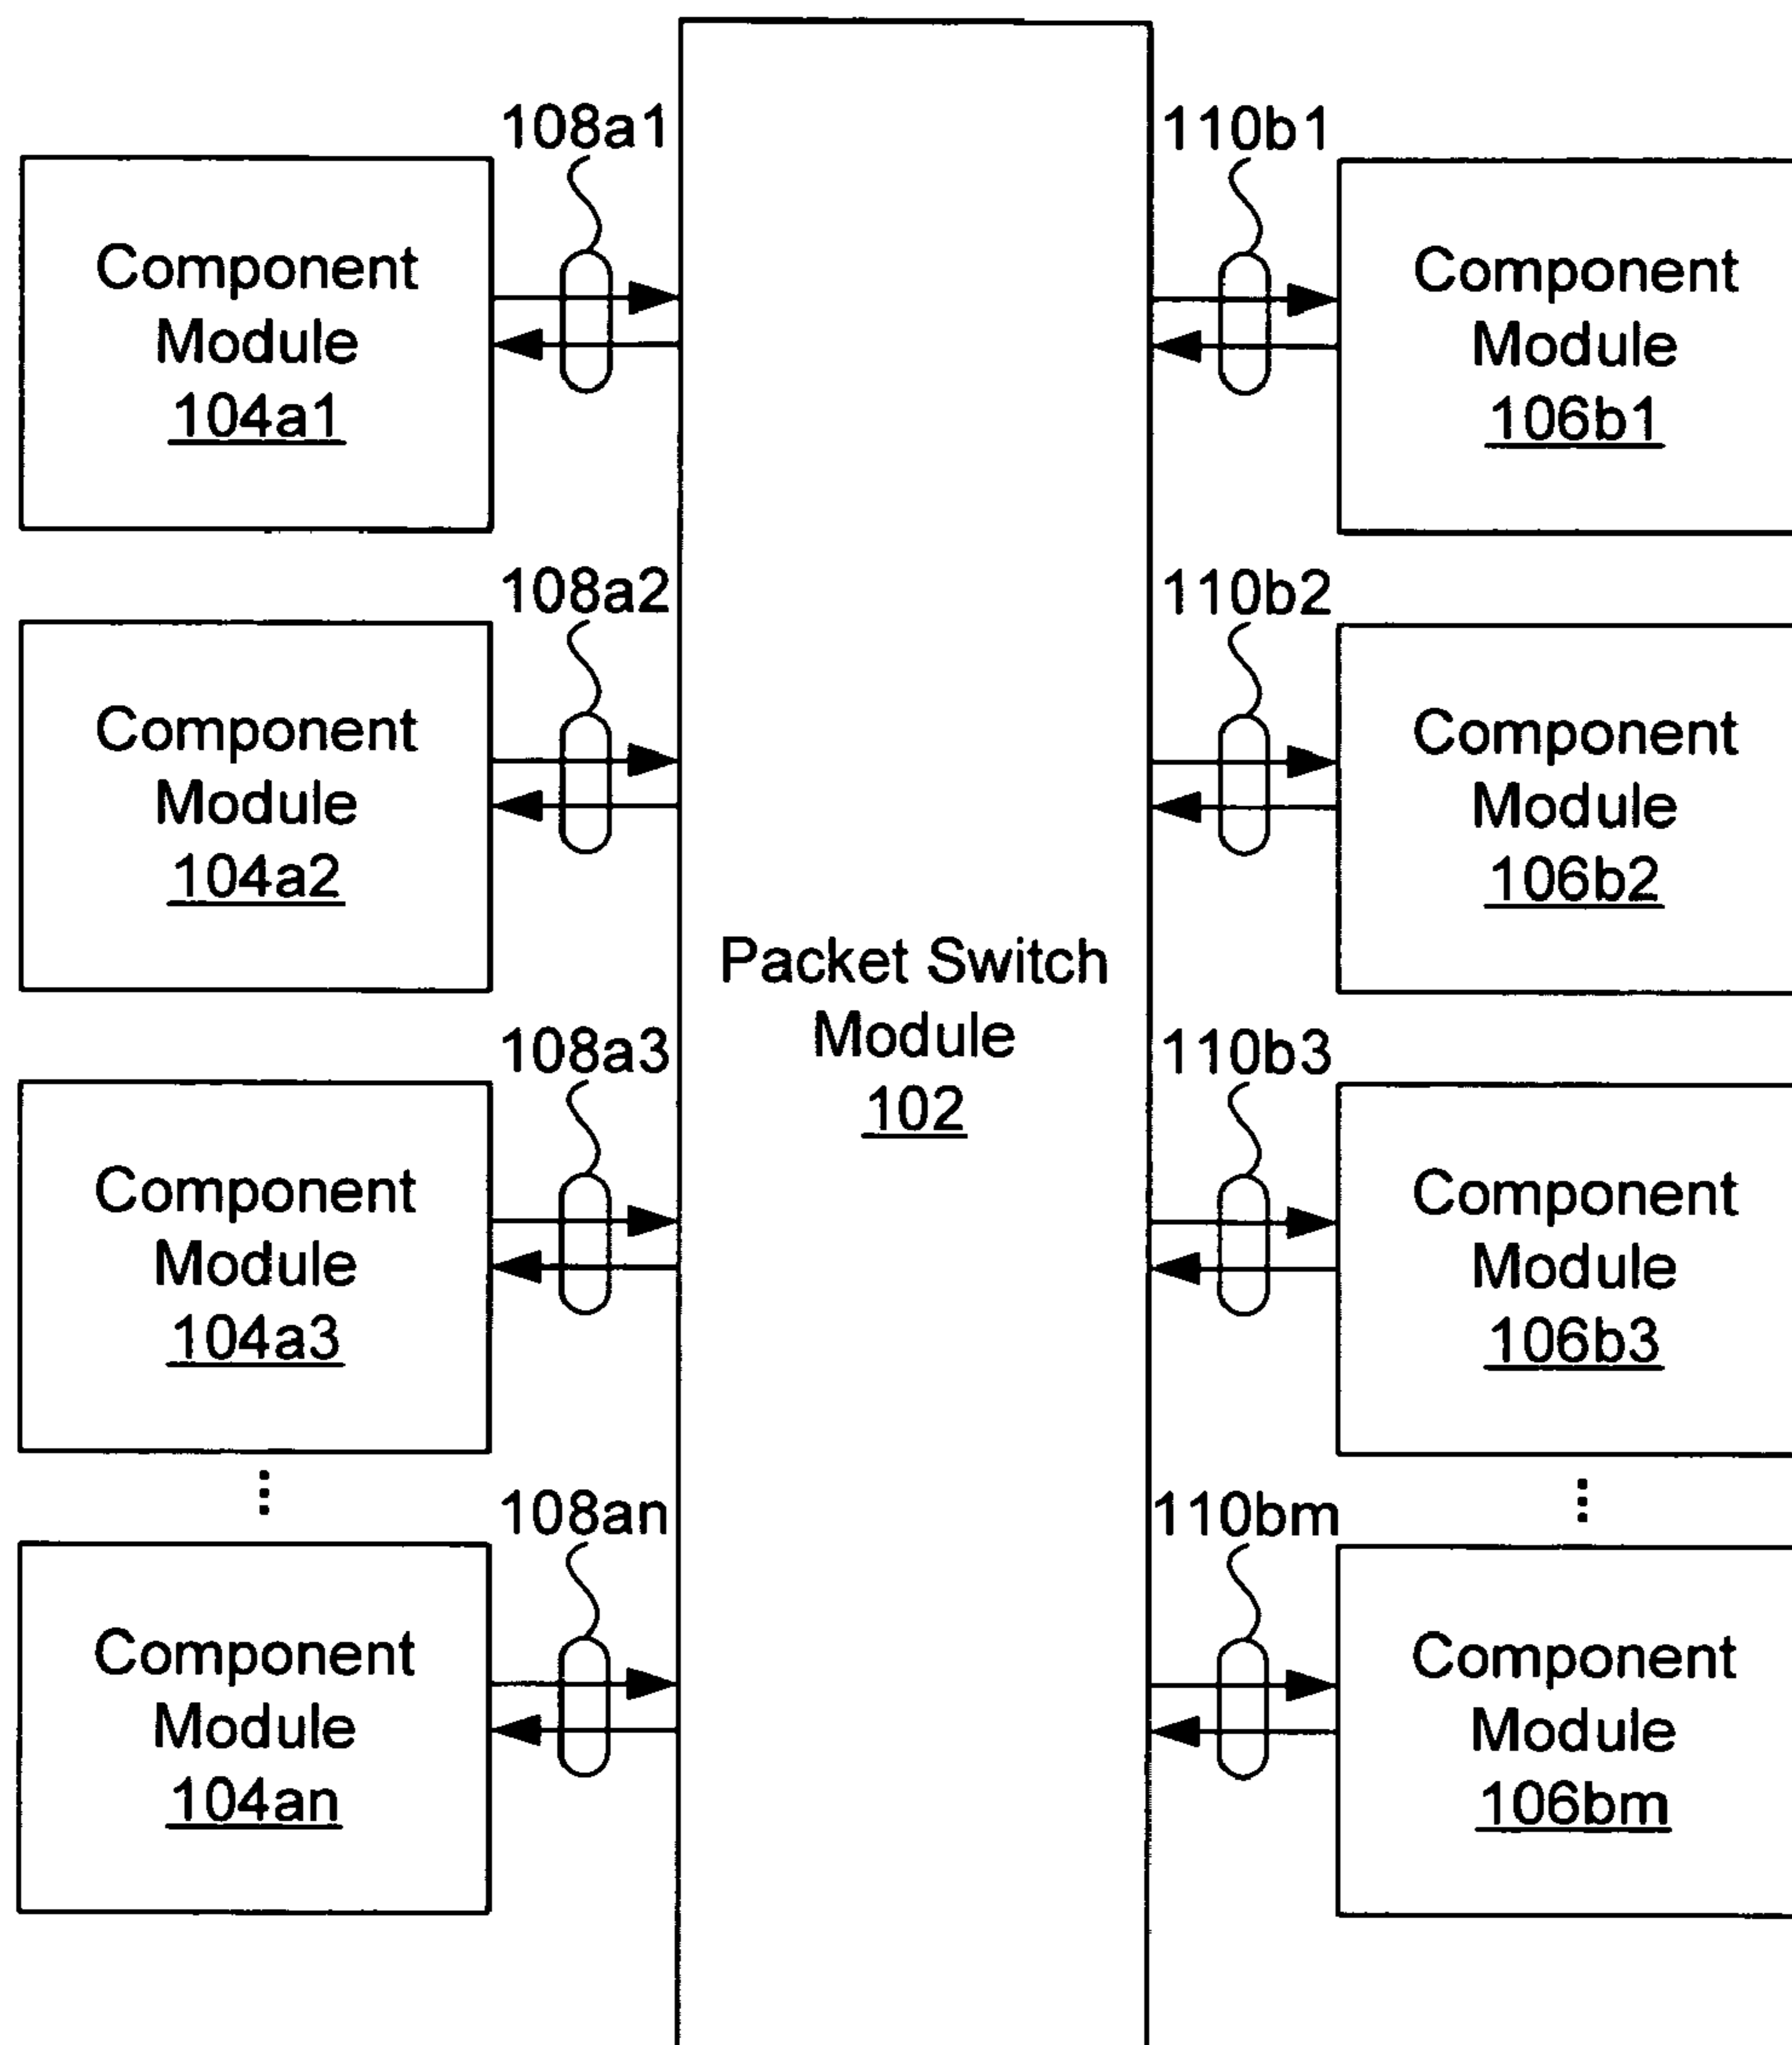 108a1
110b1
Component
Module
104a1
Component
Module
106b1
108a2
110b2
Component
Module
104a2
Component
Module
106b2
Packet Switch
Module
102
108a3
110b3
Component
Module
104a3
Component
Module
106b3
⋮
⋮
108an
110bm
Component
Module
104an
Component
Module
106bm